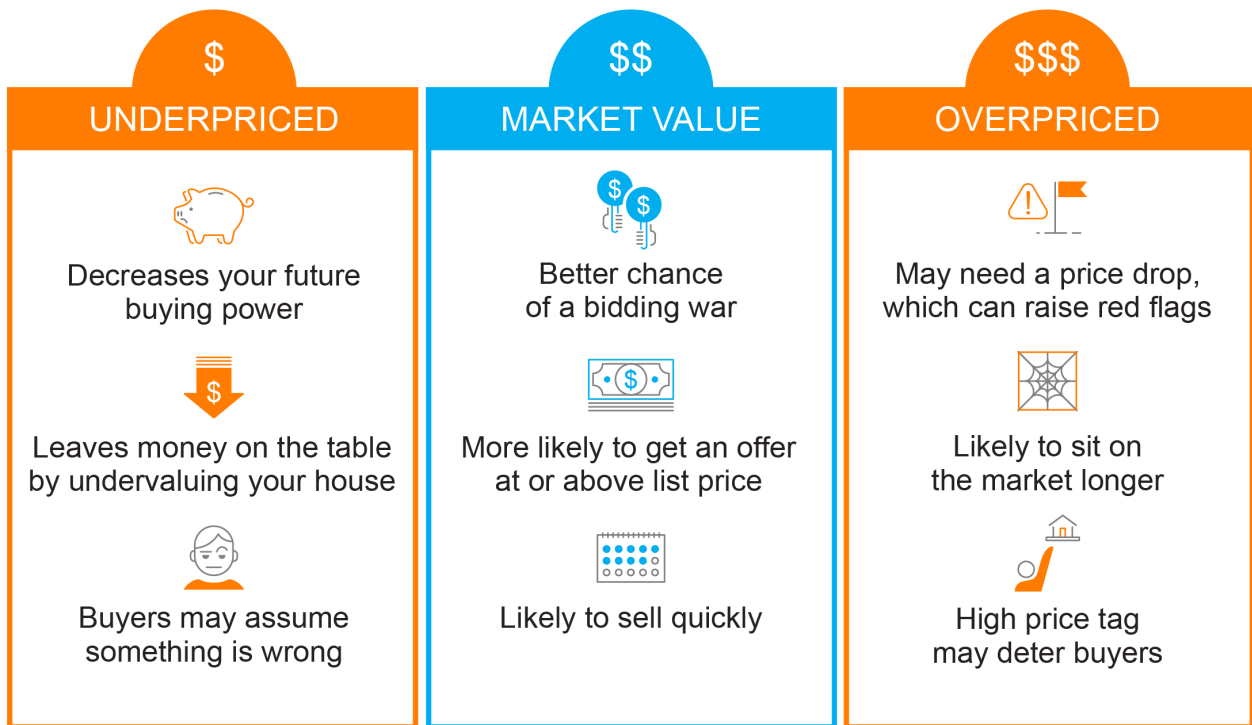 $
UNDERPRICED
Decreases your future
buying power
$
Leaves money on the table
by undervaluing your house
Buyers may assume
something is wrong
$$
MARKET VALUE
$
$
Better chance
of a bidding war
$
More likely to get an offer
at or above list price
Likely to sell quickly
$$$
OVERPRICED
!
May need a price drop,
which can raise red flags
Likely to sit on
the market longer
High price tag
may deter buyers